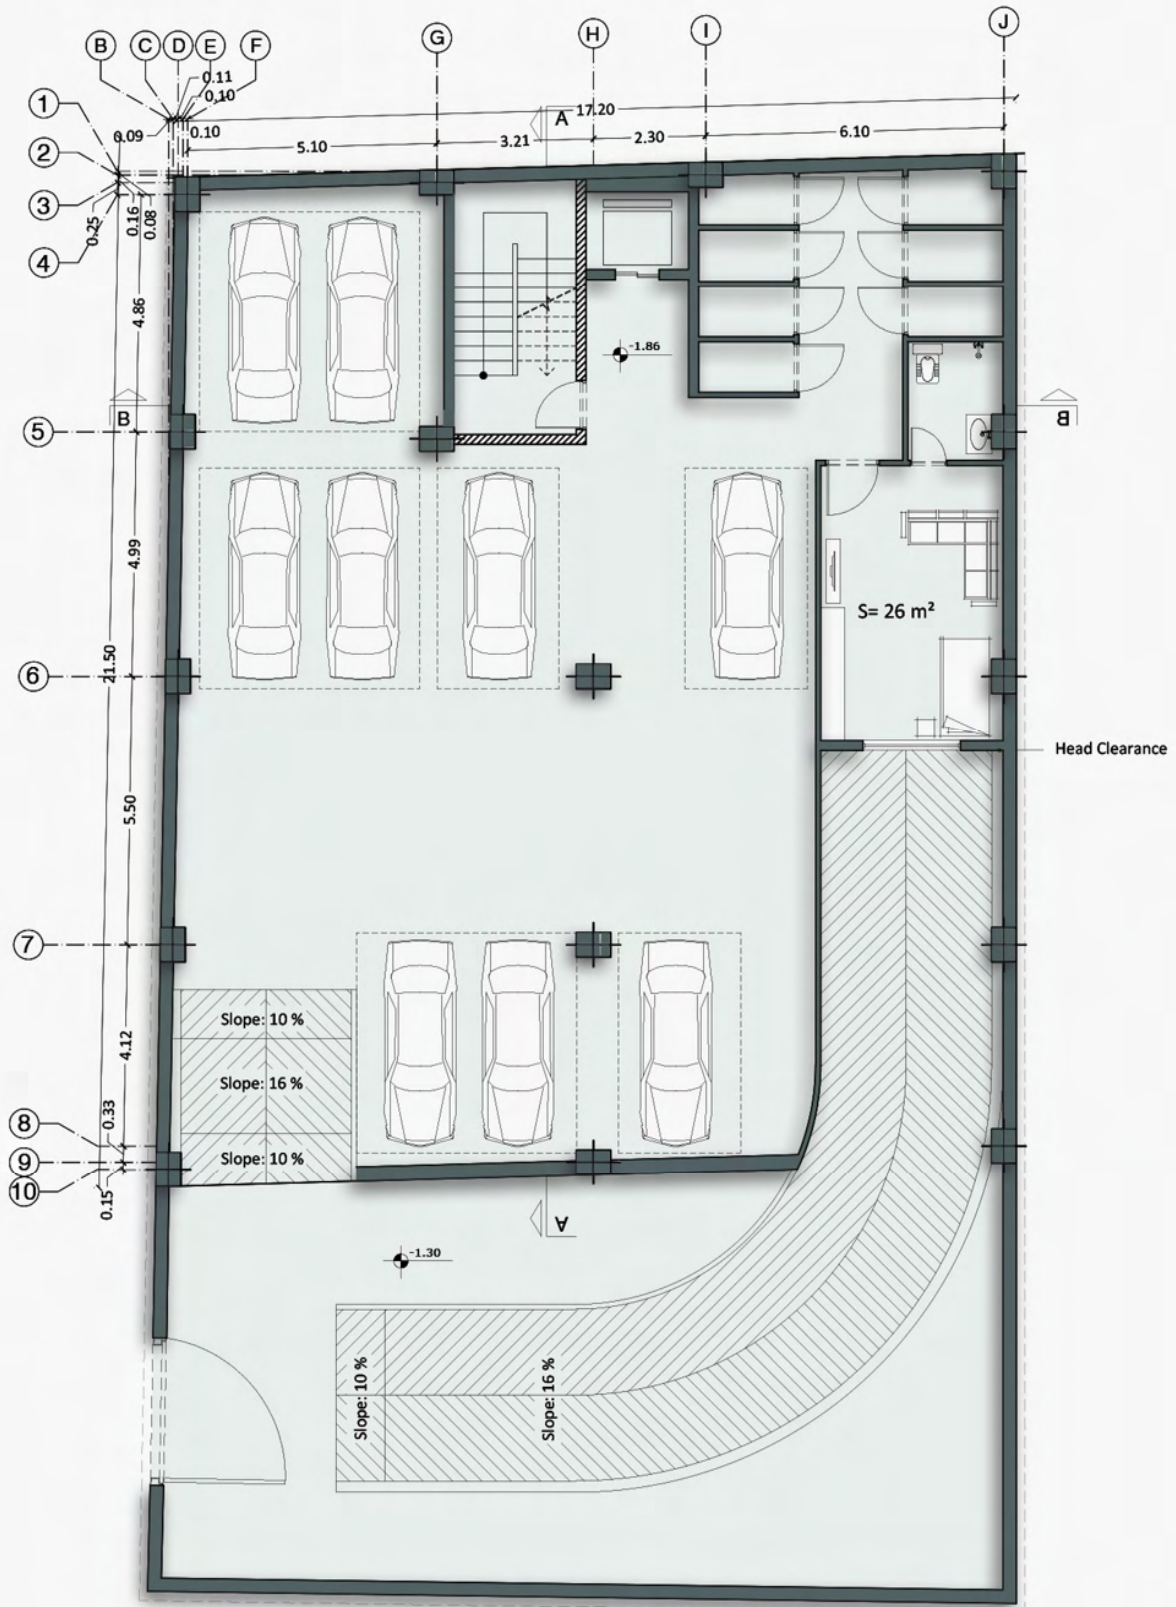 B C D E F G H I J
0.11
0.10
0.09
0.10
17.20
A
5.10
3.21
2.30
6.10
1
2
3
4
0.25
0.16
0.08
4.86
-1.86
B
B
5
4.99
S= 26 m²
21.50
6
Head Clearance
5.50
7
Slope: 10 %
4.12
Slope: 16 %
0.33
8
Slope: 10 %
9
10
0.15
A
-1.30
Slope: 10 %
Slope: 16 %